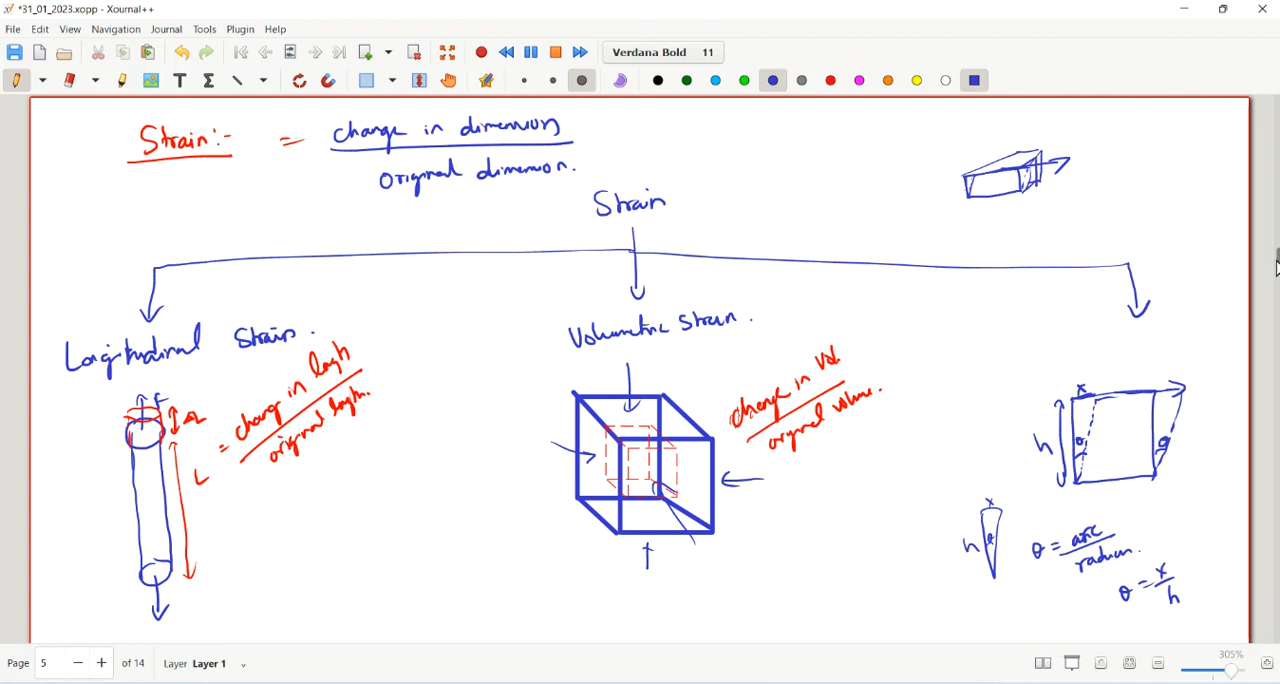 *31_01_2023.xopp - Xournal++
File Edit View Navigation Journal Tools Plugin Help
Verdana Bold 11
Strain:- = change in dimension
original dimension.
Strain
Longitudinal Strain.
Volumetric Strain.
F
ΔL
L
= chang in length
original length.
change in Vol
original volume.
x
h
θ
θ
x
h
θ
θ = arc
radius.
θ = x
h
Page 5 of 14 Layer Layer 1
305%